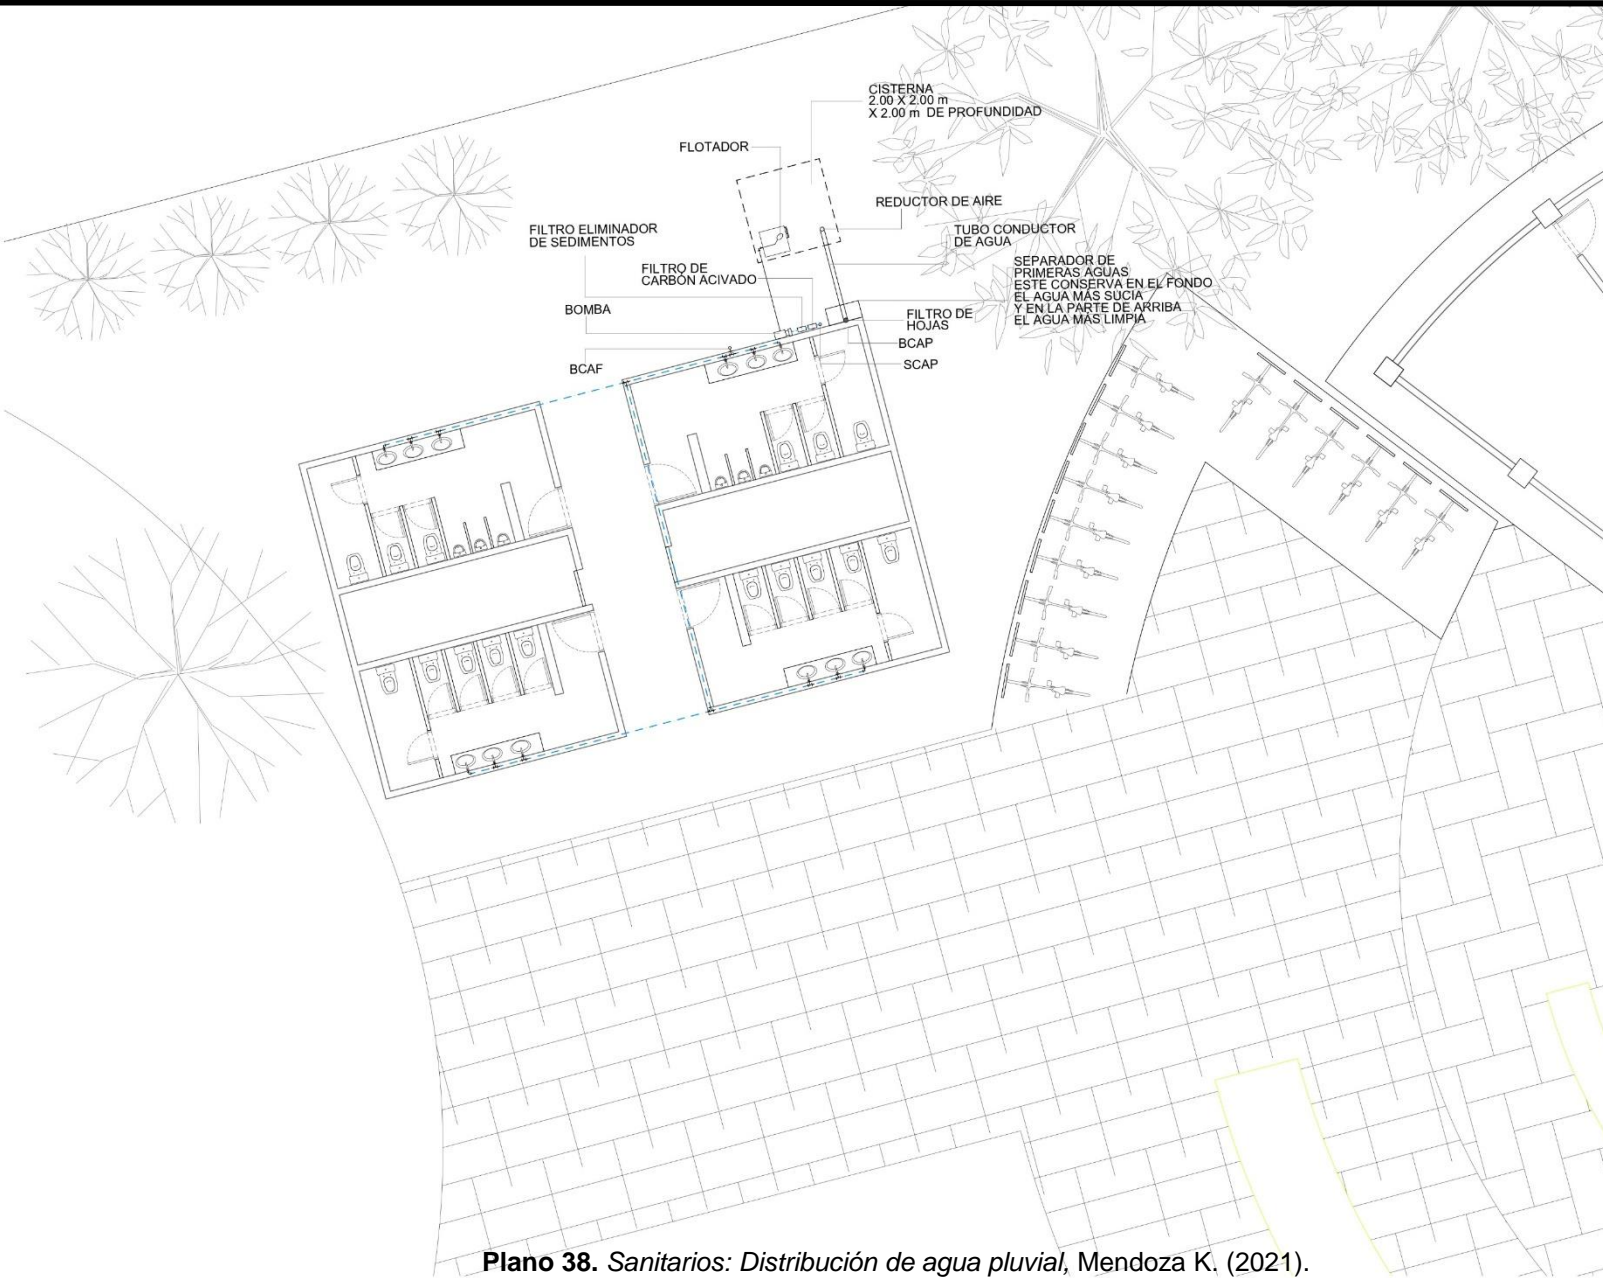 CISTERNA
2.00 X 2.00 m
X 2.00 m DE PROFUNDIDAD
FLOTADOR
REDUCTOR DE AIRE
FILTRO ELIMINADOR
DE SEDIMENTOS
TUBO CONDUCTOR
DE AGUA
FILTRO DE
CARBÓN ACIVADO
SEPARADOR DE
PRIMERAS AGUAS
ESTE CONSERVA EN EL FONDO
EL AGUA MÁS SUCIA
Y EN LA PARTE DE ARRIBA
EL AGUA MÁS LIMPIA
BOMBA
FILTRO DE
HOJAS
BCAP
BCAF
SCAP
Plano 38. Sanitarios: Distribución de agua pluvial, Mendoza K. (2021).